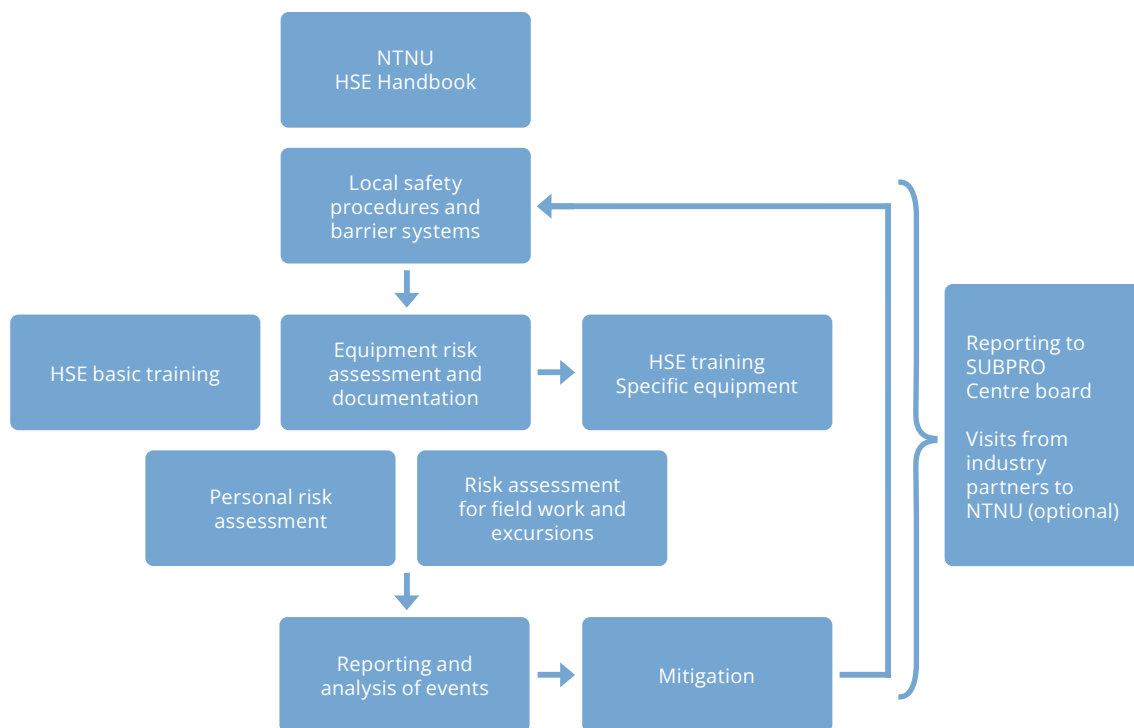 NTNU
HSE Handbook
Local safety
procedures and
barrier systems
HSE basic training
Equipment risk
assessment and
documentation
HSE training
Specific equipment
Reporting to
SUBPRO
Centre board
Visits from
industry
partners to
NTNU (optional)
Personal risk
assessment
Risk assessment
for field work and
excursions
Reporting and
analysis of events
Mitigation